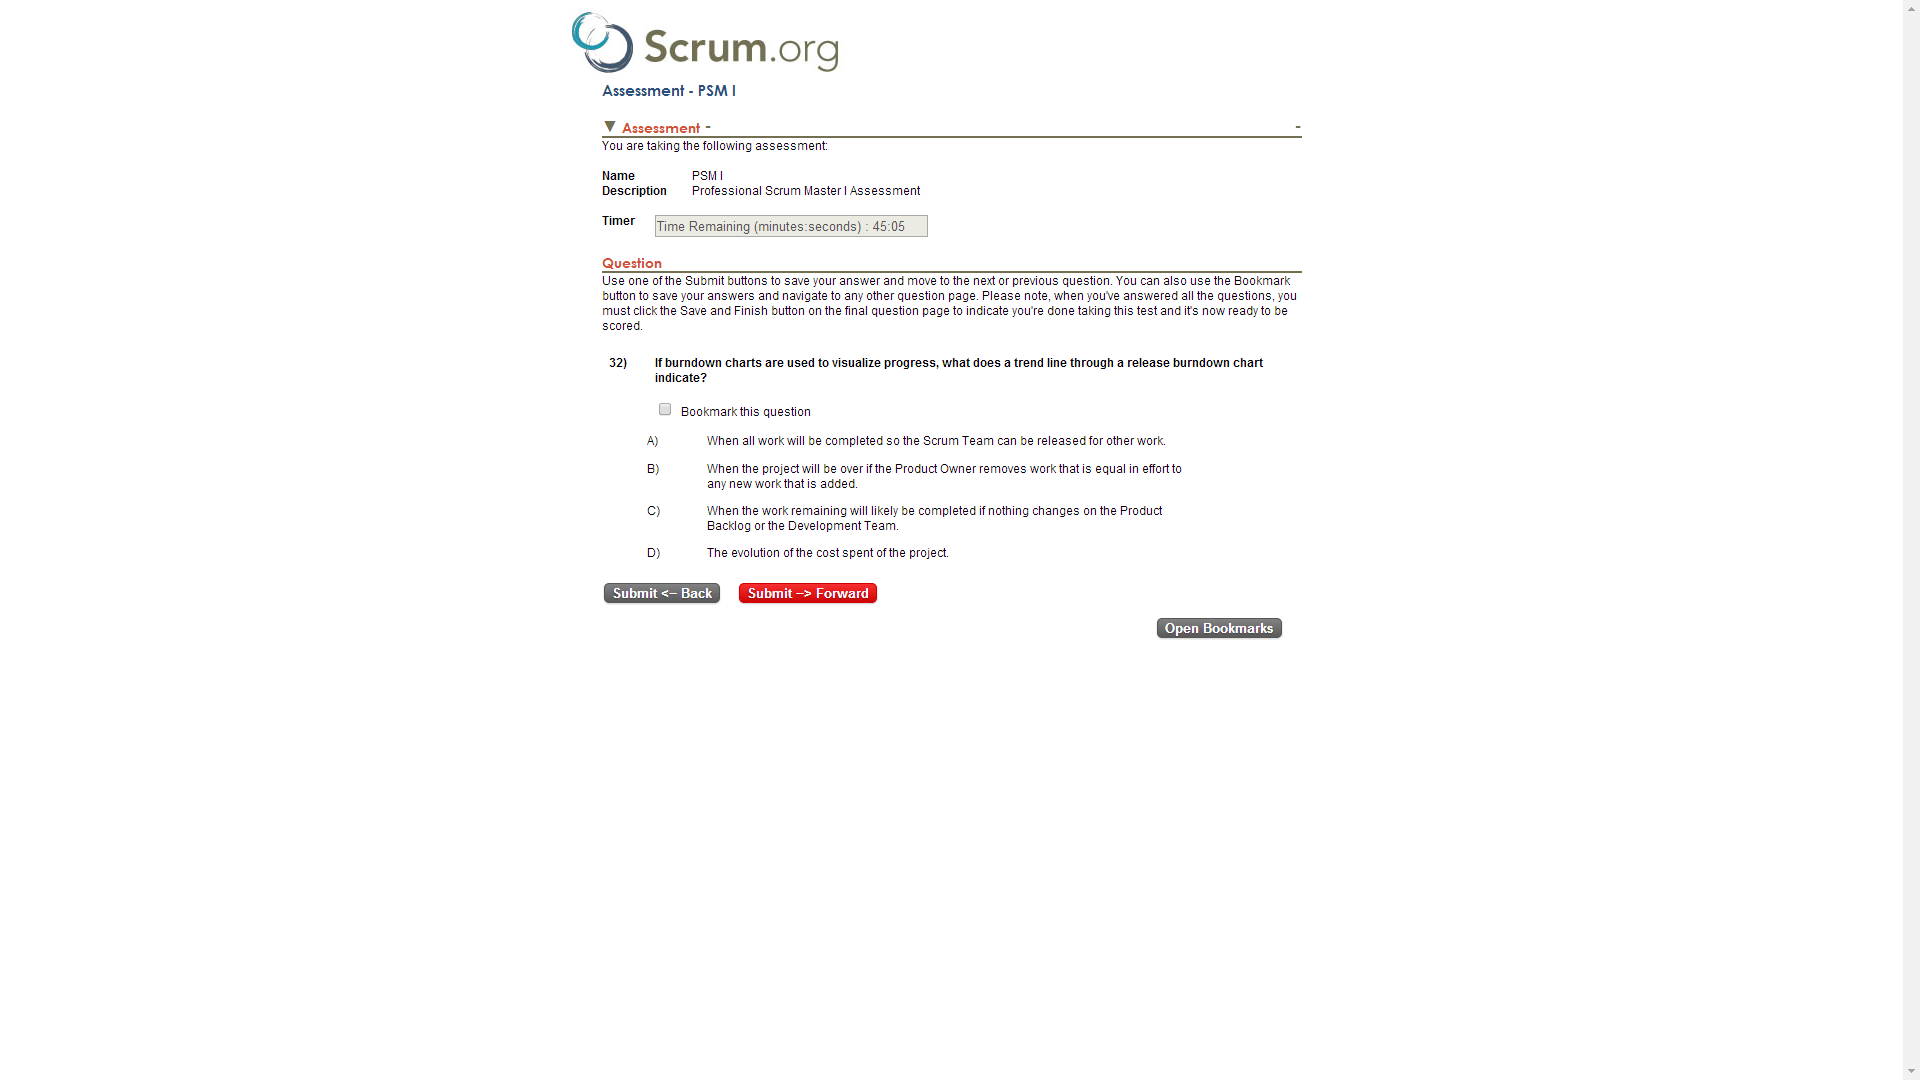 Scrum.org
Assessment - PSM I
▼ Assessment - -
You are taking the following assessment:
Name PSM I
Description Professional Scrum Master I Assessment
Timer Time Remaining (minutes:seconds) : 45:05
Question
Use one of the Submit buttons to save your answer and move to the next or previous question. You can also use the Bookmark
button to save your answers and navigate to any other question page. Please note, when you've answered all the questions, you
must click the Save and Finish button on the final question page to indicate you're done taking this test and it's now ready to be
scored.
32) If burndown charts are used to visualize progress, what does a trend line through a release burndown chart
indicate?
Bookmark this question
A) When all work will be completed so the Scrum Team can be released for other work.
B) When the project will be over if the Product Owner removes work that is equal in effort to
any new work that is added.
C) When the work remaining will likely be completed if nothing changes on the Product
Backlog or the Development Team.
D) The evolution of the cost spent of the project.
Submit <-- Back Submit --> Forward
Open Bookmarks